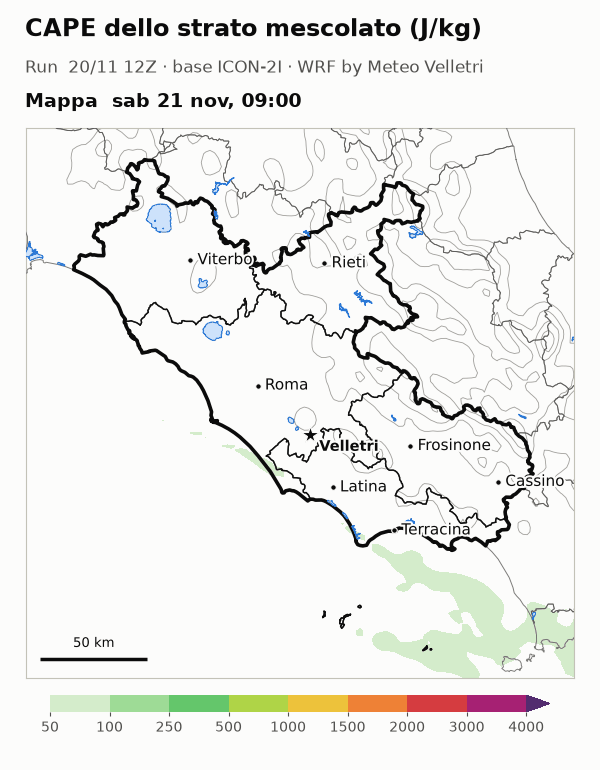 CAPE dello strato mescolato (J/kg)
Run 20/11 12Z · base ICON-2I · WRF by Meteo Velletri
Mappa sab 21 nov, 09:00
Viterbo
Rieti
Roma
Velletri
Frosinone
Latina
Cassino
Terracina
50 km
50 100 250 500 1000 1500 2000 3000 4000